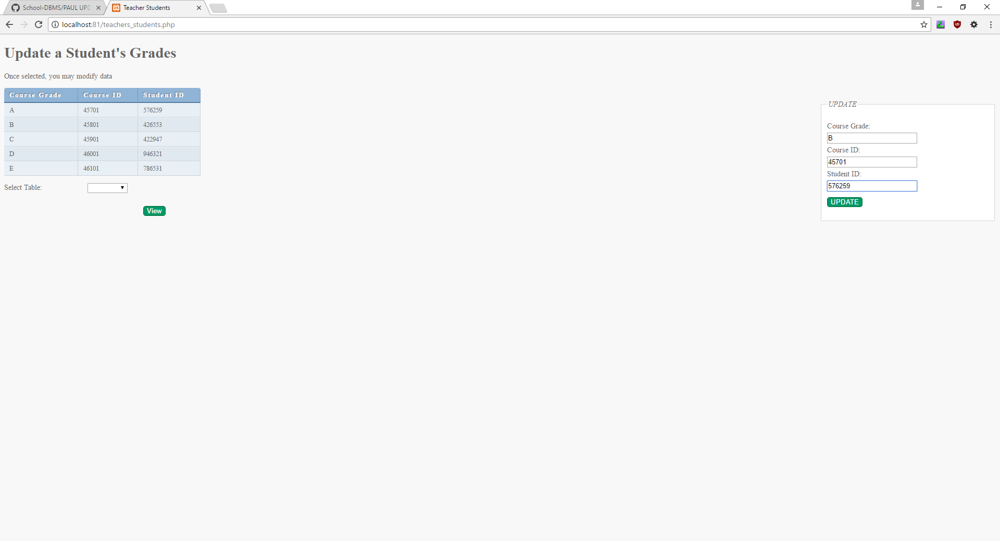 School-DBMS/PAUL UPD
Teacher Students
localhost:81/teachers_students.php
Update a Student's Grades
Once selected, you may modify data
Course Grade Course ID Student ID
A 45701 576259
B 45801 426553
C 45901 422947
D 46001 946321
E 46101 786531
Select Table:
View
UPDATE
Course Grade:
B
Course ID:
45701
Student ID:
576259
UPDATE